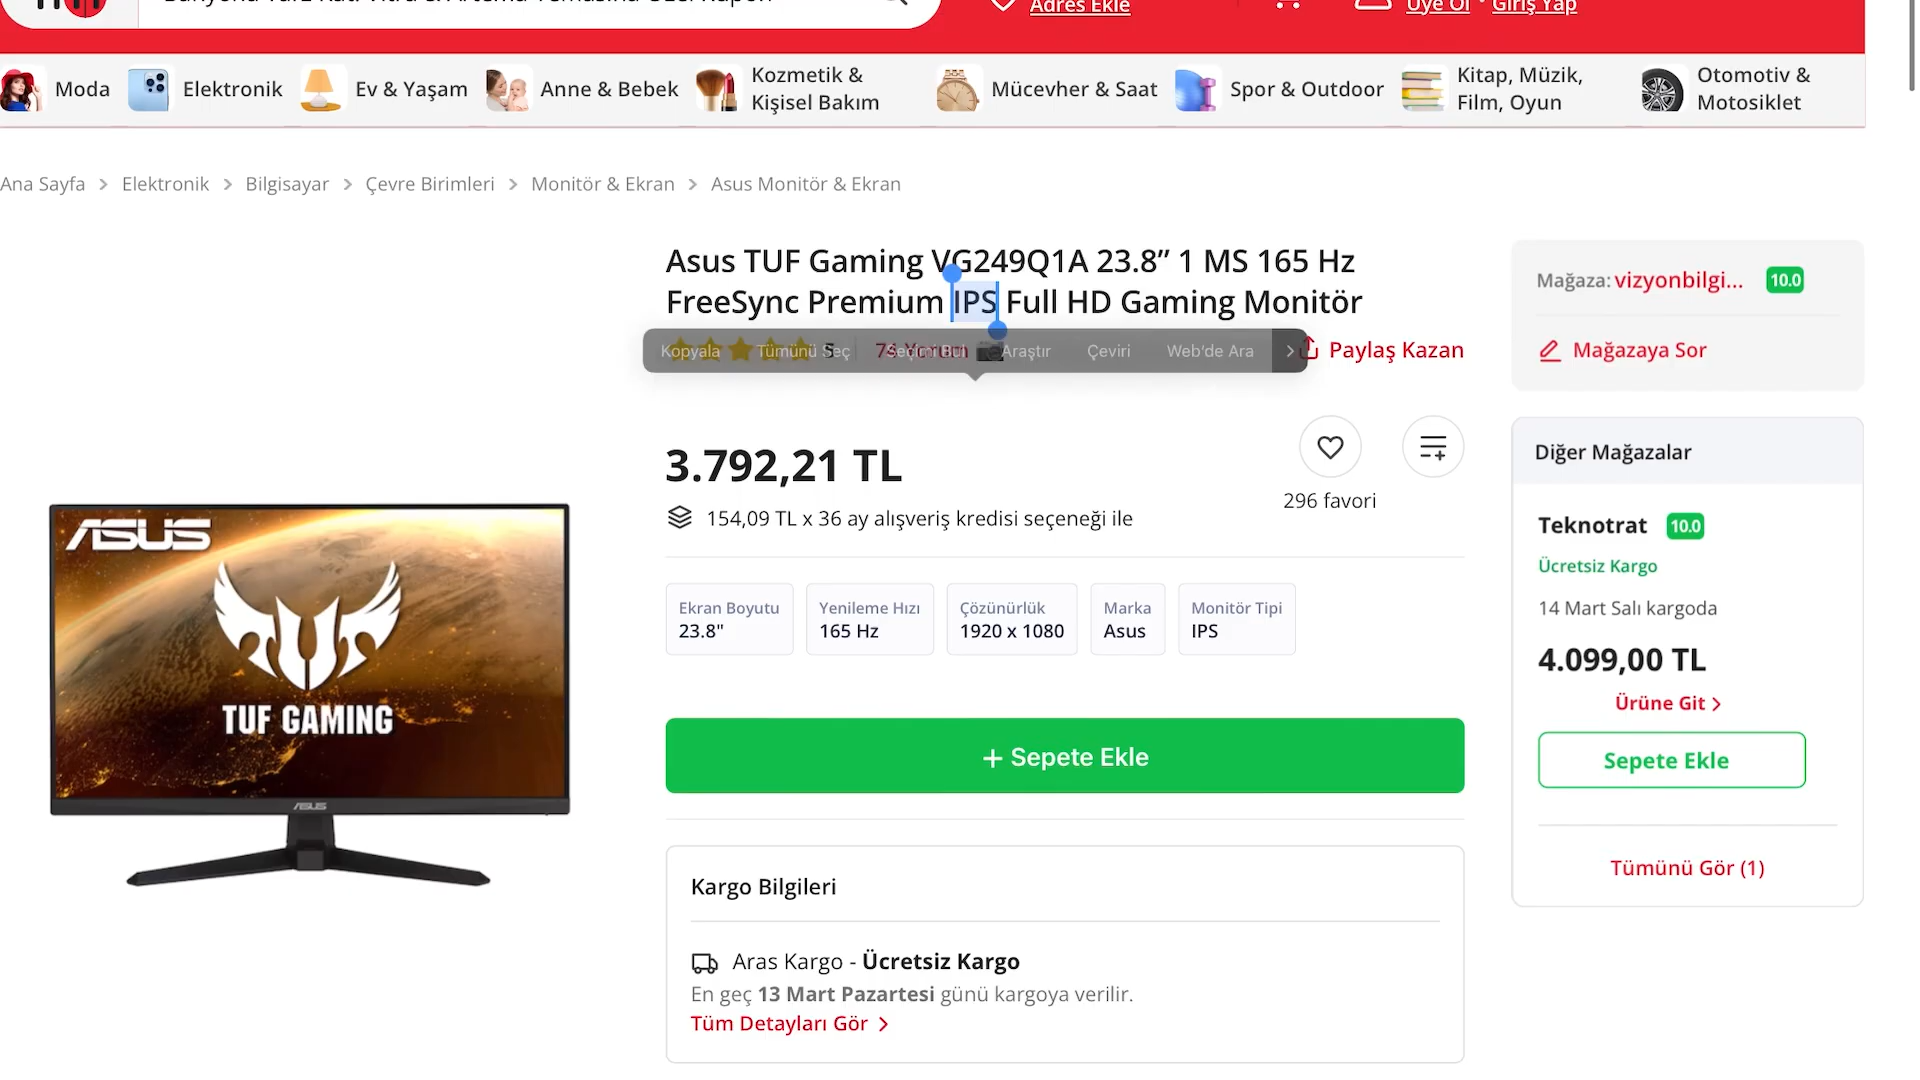 Adres Ekle
Üye Ol
Giriş Yap
Moda
Elektronik
Ev & Yaşam
Anne & Bebek
Kozmetik &
Kişisel Bakım
Mücevher & Saat
Spor & Outdoor
Kitap, Müzik,
Film, Oyun
Otomotiv &
Motosiklet
Ana Sayfa > Elektronik > Bilgisayar > Çevre Birimleri > Monitör & Ekran > Asus Monitör & Ekran
Asus TUF Gaming VG249Q1A 23.8” 1 MS 165 Hz
FreeSync Premium IPS Full HD Gaming Monitör
Kopyala Tümünü Seç Seçimi Bul Araştır Çeviri Web'de Ara
5
Paylaş Kazan
3.792,21 TL
296 favori
154,09 TL x 36 ay alışveriş kredisi seçeneği ile
Ekran Boyutu
23.8"
Yenileme Hızı
165 Hz
Çözünürlük
1920 x 1080
Marka
Asus
Monitör Tipi
IPS
+ Sepete Ekle
Kargo Bilgileri
Aras Kargo - Ücretsiz Kargo
En geç 13 Mart Pazartesi günü kargoya verilir.
Tüm Detayları Gör >
Mağaza: vizyonbilgi... 10.0
Mağazaya Sor
Diğer Mağazalar
Teknotrat 10.0
Ücretsiz Kargo
14 Mart Salı kargoda
4.099,00 TL
Ürüne Git >
Sepete Ekle
Tümünü Gör (1)
ASUS
TUF GAMING
ASUS